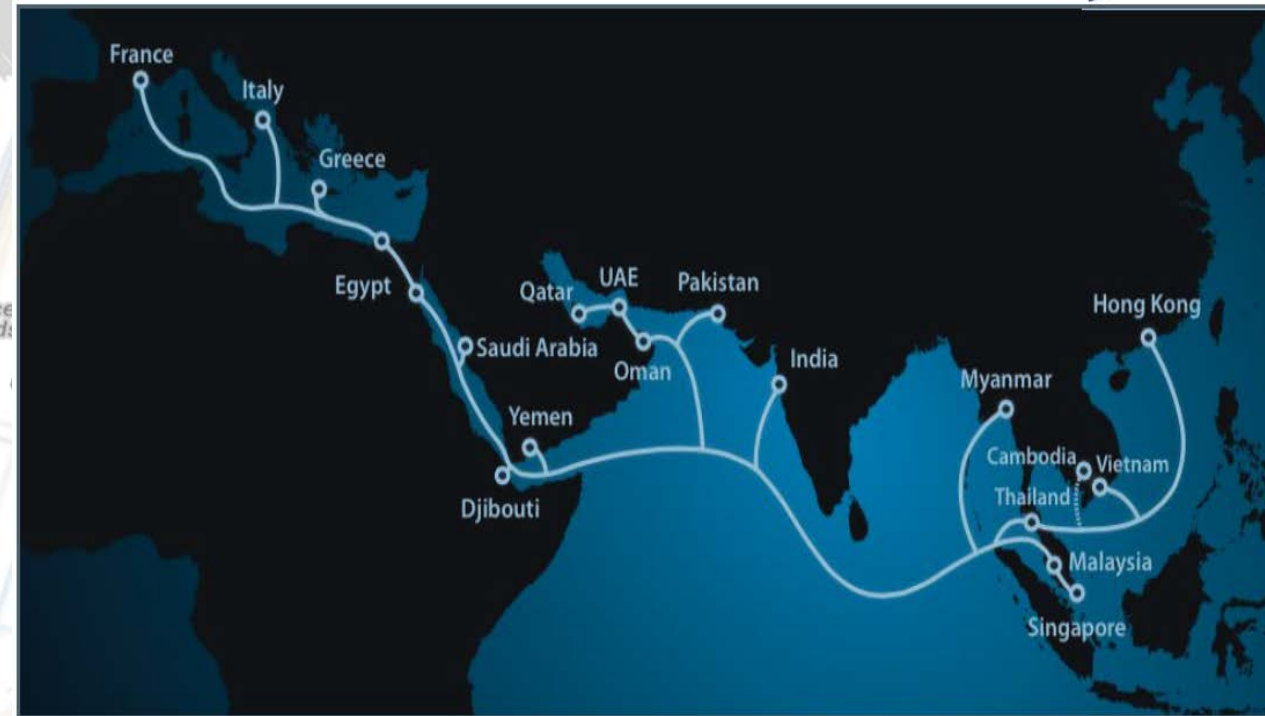 France
Italy
Greece
Egypt
Qatar
UAE
Pakistan
Saudi Arabia
Oman
India
Hong Kong
Myanmar
Yemen
Cambodia
Vietnam
Thailand
Djibouti
Malaysia
Singapore